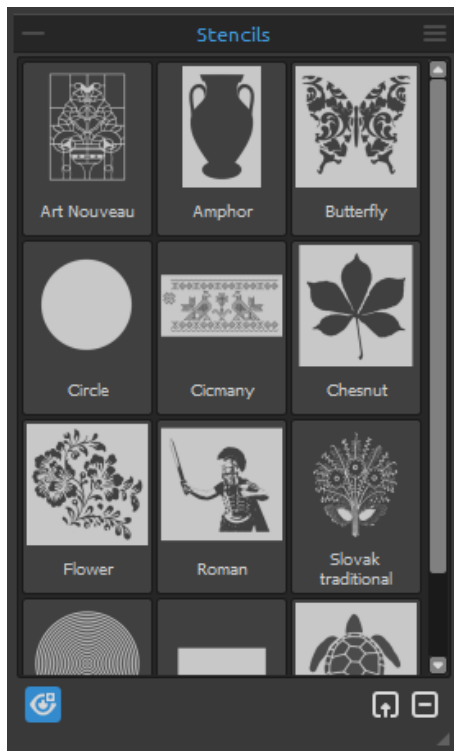 Stencils
Art Nouveau
Amphor
Butterfly
Circle
Cicmany
Chesnut
Flower
Roman
Slovak
traditional